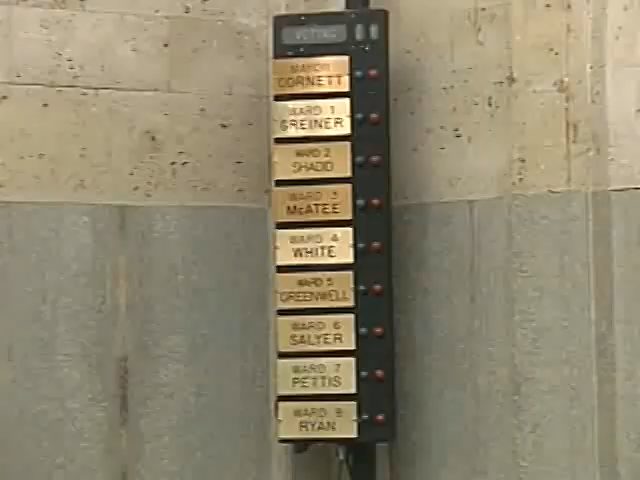 VOTING
MAYOR
CORNETT
WARD 1
GREINER
WARD 2
SHADD
WARD 3
McATEE
WARD 4
WHITE
WARD 5
GREENWELL
WARD 6
SALYER
WARD 7
PETTIS
WARD 8
RYAN